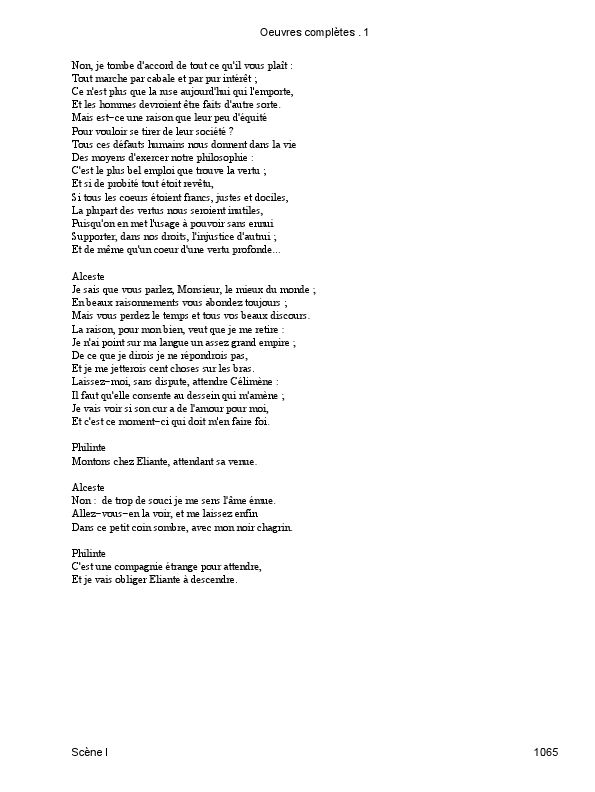 Oeuvres complètes . 1
Non, je tombe d'accord de tout ce qu'il vous plaît :
Tout marche par cabale et par pur intérêt ;
Ce n'est plus que la ruse aujourd'hui qui l'emporte,
Et les hommes devroient être faits d'autre sorte.
Mais est−ce une raison que leur peu d'équité
Pour vouloir se tirer de leur société ?
Tous ces défauts humains nous donnent dans la vie
Des moyens d'exercer notre philosophie :
C'est le plus bel emploi que trouve la vertu ;
Et si de probité tout étoit revêtu,
Si tous les coeurs étoient francs, justes et dociles,
La plupart des vertus nous seroient inutiles,
Puisqu'on en met l'usage à pouvoir sans ennui
Supporter, dans nos droits, l'injustice d'autrui ;
Et de même qu'un coeur d'une vertu profonde...
Alceste
Je sais que vous parlez, Monsieur, le mieux du monde ;
En beaux raisonnements vous abondez toujours ;
Mais vous perdez le temps et tous vos beaux discours.
La raison, pour mon bien, veut que je me retire :
Je n'ai point sur ma langue un assez grand empire ;
De ce que je dirois je ne répondrois pas,
Et je me jetterois cent choses sur les bras.
Laissez−moi, sans dispute, attendre Célimène :
Il faut qu'elle consente au dessein qui m'amène ;
Je vais voir si son cur a de l'amour pour moi,
Et c'est ce moment−ci qui doit m'en faire foi.
Philinte
Montons chez Eliante, attendant sa venue.
Alceste
Non :  de trop de souci je me sens l'âme émue.
Allez−vous−en la voir, et me laissez enfin
Dans ce petit coin sombre, avec mon noir chagrin.
Philinte
C'est une compagnie étrange pour attendre,
Et je vais obliger Eliante à descendre.
Scène I
1065